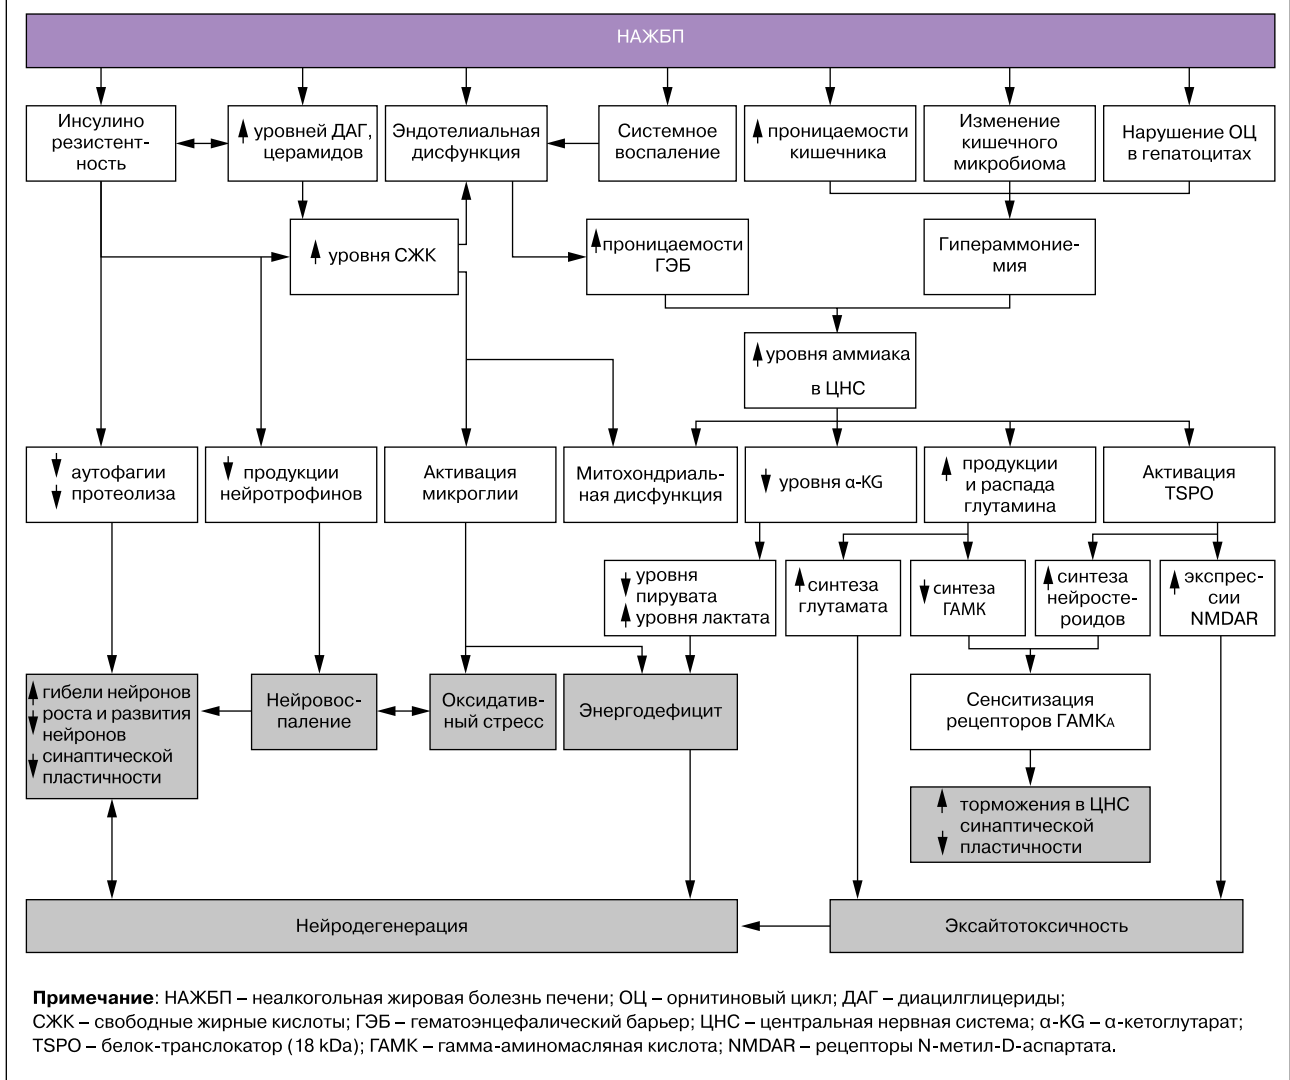 НАЖБП
Инсулино
резистент-
ность
уровней ДАГ,
церамидов
Эндотелиальная
дисфункция
Системное
воспаление
проницаемости
кишечника
Изменение
кишечного
микробиома
Нарушение ОЦ
в гепатоцитах
уровня СЖК
проницаемости
ГЭБ
Гипераммоние-
мия
уровня аммиака
в ЦНС
аутофагии
протеолиза
продукции
нейротрофинов
Активация
микроглии
Митохондриаль-
ная дисфункция
уровня α-KG
продукции
и распада
глутамина
Активация
TSPO
уровня
пирувата
уровня лактата
синтеза
глутамата
синтеза
ГАМК
синтеза
нейросте-
роидов
экспрес-
сии
NMDAR
гибели нейронов
роста и развития
нейронов
синаптической
пластичности
Нейровос-
паление
Оксидатив-
ный стресс
Энергодефицит
Сенситизация
рецепторов ГАМКА
торможения в ЦНС
синаптической
пластичности
Нейродегенерация
Эксайтотоксичность
Примечание: НАЖБП – неалкогольная жировая болезнь печени; ОЦ – орнитиновый цикл; ДАГ – диацилглицериды;
СЖК – свободные жирные кислоты; ГЭБ – гематоэнцефалический барьер; ЦНС – центральная нервная система; α-KG – α-кетоглутарат;
TSPO – белок-транслокатор (18 kDa); ГАМК – гамма-аминомасляная кислота; NMDAR – рецепторы N-метил-D-аспартата.